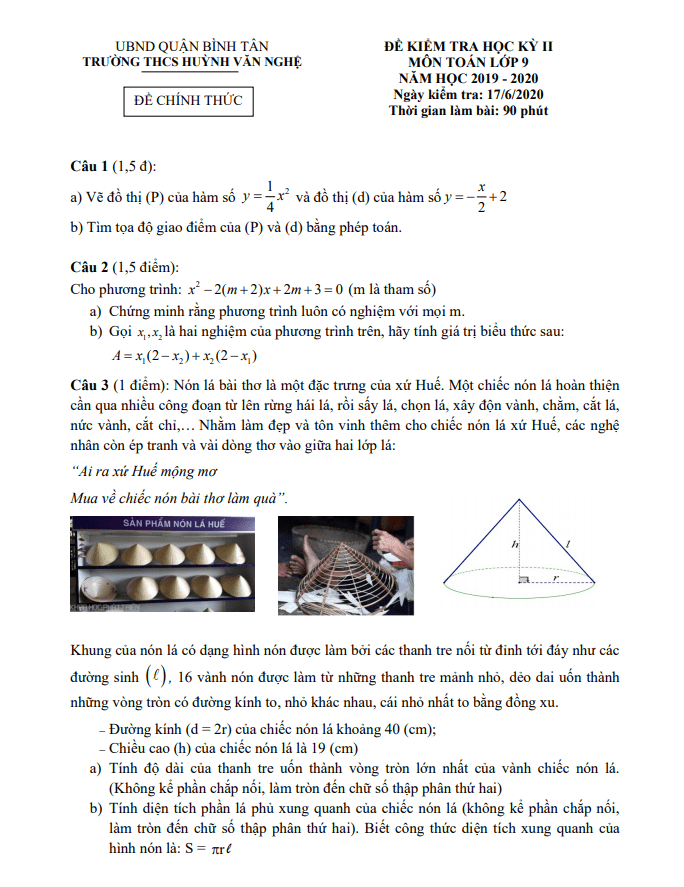 UBND QUẬN BÌNH TÂN
TRƯỜNG THCS HUỲNH VĂN NGHỆ
ĐỀ CHÍNH THỨC
ĐỀ KIỂM TRA HỌC KỲ II
MÔN TOÁN LỚP 9
NĂM HỌC 2019 - 2020
Ngày kiểm tra: 17/6/2020
Thời gian làm bài: 90 phút
Câu 1 (1,5 đ):
a) Vẽ đồ thị (P) của hàm số y = 1/4 x² và đồ thị (d) của hàm số y = −x/2 + 2
b) Tìm tọa độ giao điểm của (P) và (d) bằng phép toán.
Câu 2 (1,5 điểm):
Cho phương trình: x² − 2(m + 2)x + 2m + 3 = 0 (m là tham số)
a) Chứng minh rằng phương trình luôn có nghiệm với mọi m.
b) Gọi x₁, x₂ là hai nghiệm của phương trình trên, hãy tính giá trị biểu thức sau:
A = x₁(2 − x₂) + x₂(2 − x₁)
Câu 3 (1 điểm): Nón lá bài thơ là một đặc trưng của xứ Huế. Một chiếc nón lá hoàn thiện
cần qua nhiều công đoạn từ lên rừng hái lá, rồi sấy lá, chọn lá, xây độn vành, chằm, cắt lá,
nức vành, cắt chỉ,… Nhằm làm đẹp và tôn vinh thêm cho chiếc nón lá xứ Huế, các nghệ
nhân còn ép tranh và vài dòng thơ vào giữa hai lớp lá:
“Ai ra xứ Huế mộng mơ
Mua về chiếc nón bài thơ làm quà”.
SẢN PHẨM NÓN LÁ HUẾ
h
l
r
Khung của nón lá có dạng hình nón được làm bởi các thanh tre nối từ đỉnh tới đáy như các
đường sinh (ℓ), 16 vành nón được làm từ những thanh tre mảnh nhỏ, dẻo dai uốn thành
những vòng tròn có đường kính to, nhỏ khác nhau, cái nhỏ nhất to bằng đồng xu.
– Đường kính (d = 2r) của chiếc nón lá khoảng 40 (cm);
– Chiều cao (h) của chiếc nón lá là 19 (cm)
a) Tính độ dài của thanh tre uốn thành vòng tròn lớn nhất của vành chiếc nón lá.
(Không kể phần chắp nối, làm tròn đến chữ số thập phân thứ hai)
b) Tính diện tích phần lá phủ xung quanh của chiếc nón lá (không kể phần chắp nối,
làm tròn đến chữ số thập phân thứ hai). Biết công thức diện tích xung quanh của
hình nón là: S = πrℓ